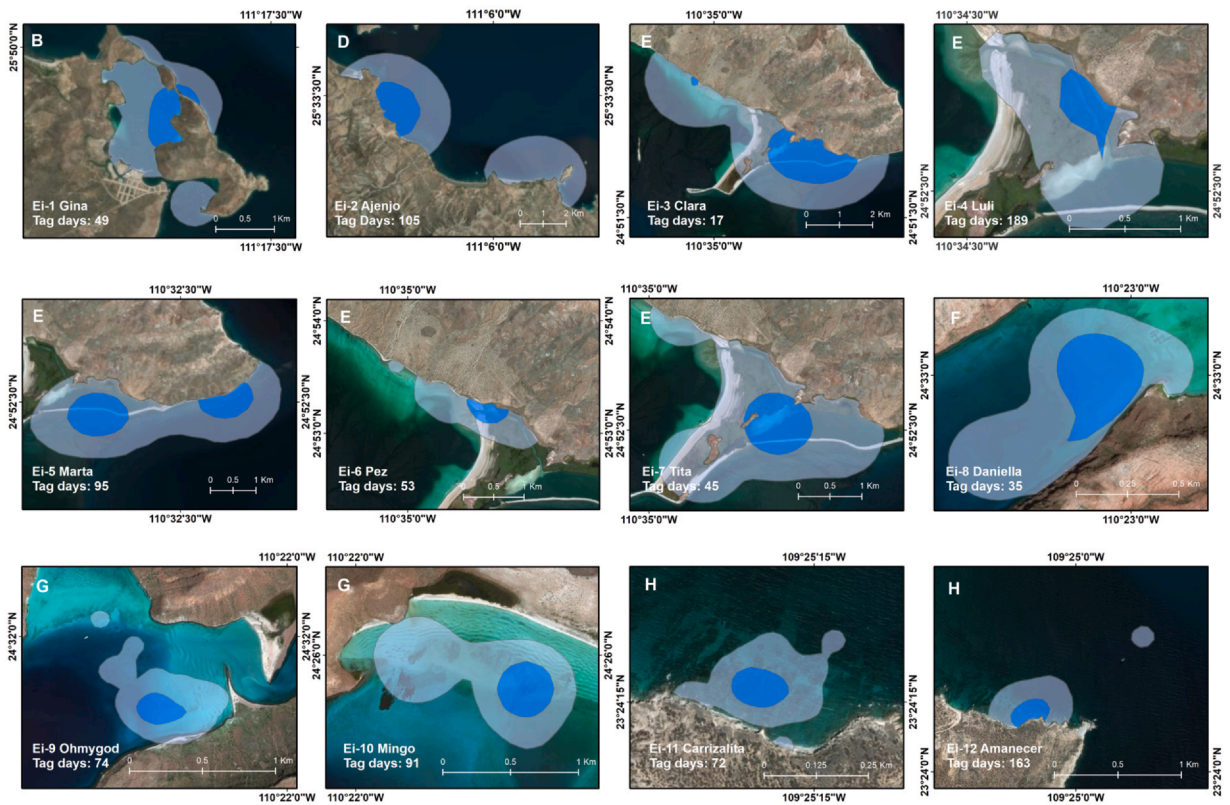 111°17'30"W
B
25°50'0"N
Ei-1 Gina
Tag days: 49
0 0.5 1 Km
111°17'30"W
111°6'0"W
D
25°33'30"N
25°33'30"N
Ei-2 Ajenjo
Tag Days: 105
0 1 2 Km
111°6'0"W
110°35'0"W
E
24°51'30"N
Ei-3 Clara
Tag days: 17
0 1 2 Km
110°35'0"W
24°51'30"N
110°34'30"W
E
24°52'30"N
Ei-4 Luli
Tag days: 189
0 0.5 1 Km
110°34'30"W
24°52'30"N
110°32'30"W
E
24°52'30"N
Ei-5 Marta
Tag days: 95
0 0.5 1 Km
110°32'30"W
110°35'0"W
E
24°54'0"N
24°52'30"N
Ei-6 Pez
Tag days: 53
0 0.5 1 Km
110°35'0"W
24°53'0"N
110°35'0"W
E
24°54'0"N
24°53'0"N
Ei-7 Tita
Tag days: 45
0 0.5 1 Km
110°35'0"W
24°52'30"N
110°23'0"W
F
24°33'0"N
24°33'0"N
Ei-8 Daniella
Tag days: 35
0 0.25 0.5 Km
110°23'0"W
110°22'0"W
G
24°32'0"N
24°32'0"N
Ei-9 Ohmygod
Tag days: 74
0 0.5 1 Km
110°22'0"W
110°22'0"W
G
24°26'0"N
24°26'0"N
Ei-10 Mingo
Tag days: 91
0 0.5 1 Km
110°22'0"W
109°25'15"W
H
23°24'15"N
Ei-11 Carrizalita
Tag days: 72
0 0.125 0.25 Km
109°25'15"W
23°24'15"N
109°25'0"W
H
Ei-12 Amanecer
Tag days: 163
0 0.5 1 Km
109°25'0"W
23°24'0"N
23°24'0"N